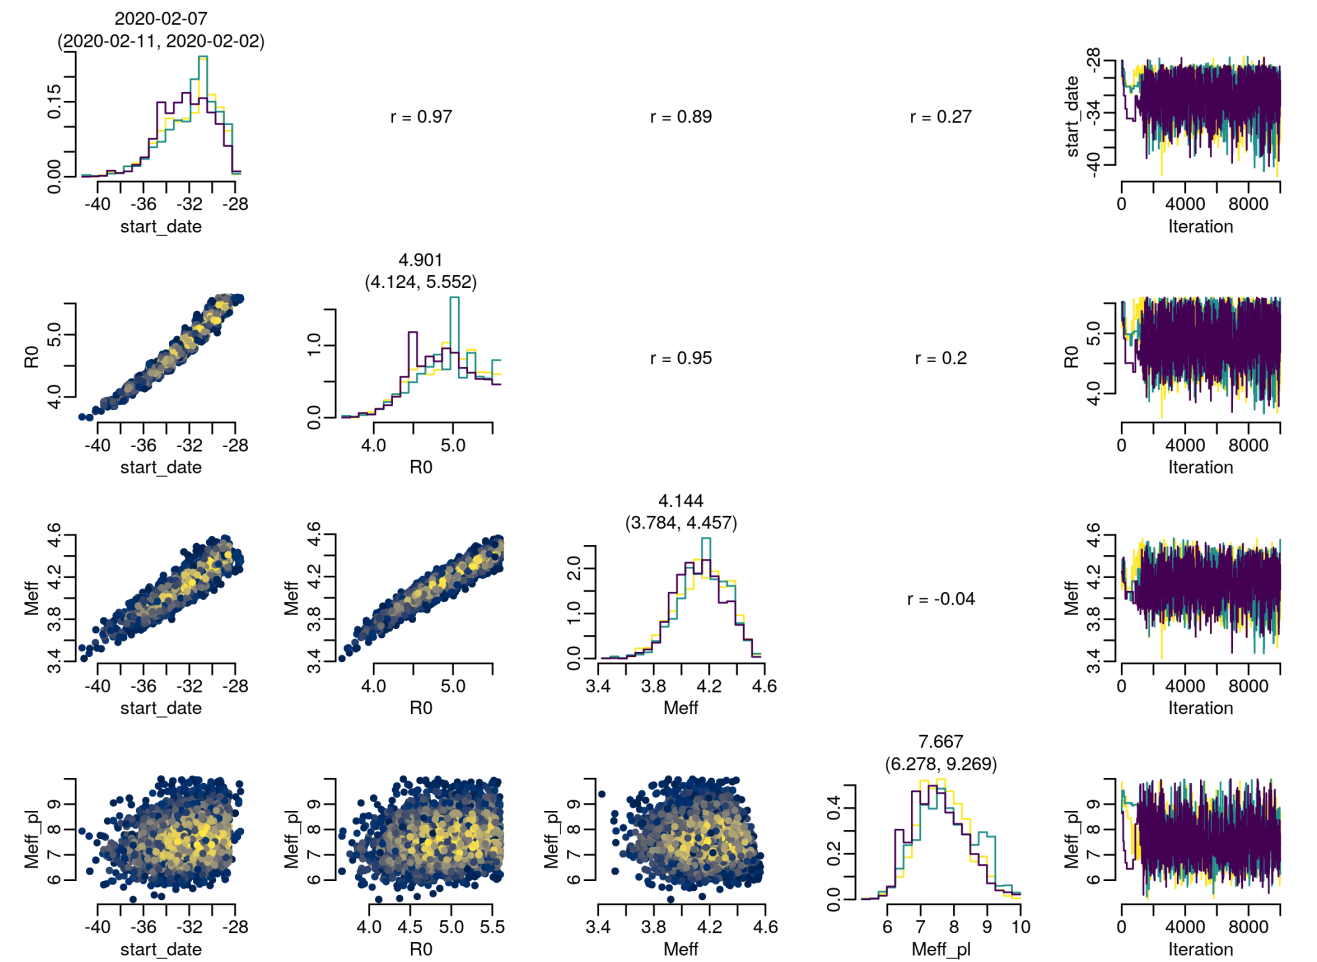 2020-02-07
(2020-02-11, 2020-02-02)
0.00 0.15
-40 -36 -32 -28
start_date
r = 0.97
r = 0.89
r = 0.27
start_date
-40 -34 -28
0 4000 8000
Iteration
R0
4.0 5.0
-40 -36 -32 -28
start_date
4.901
(4.124, 5.552)
0.0 1.0
4.0 5.0
R0
r = 0.95
r = 0.2
R0
4.0 5.0
0 4000 8000
Iteration
Meff
3.4 3.8 4.2 4.6
-40 -36 -32 -28
start_date
Meff
3.4 3.8 4.2 4.6
4.0 5.0
R0
4.144
(3.784, 4.457)
0.0 1.0 2.0
3.4 3.8 4.2 4.6
Meff
r = -0.04
Meff
3.4 3.8 4.2 4.6
0 4000 8000
Iteration
Meff_pl
6 7 8 9
-40 -36 -32 -28
start_date
Meff_pl
6 7 8 9
4.0 4.5 5.0 5.5
R0
Meff_pl
6 7 8 9
3.4 3.8 4.2 4.6
Meff
7.667
(6.278, 9.269)
0.0 0.2 0.4
6 7 8 9 10
Meff_pl
Meff_pl
6 7 8 9
0 4000 8000
Iteration